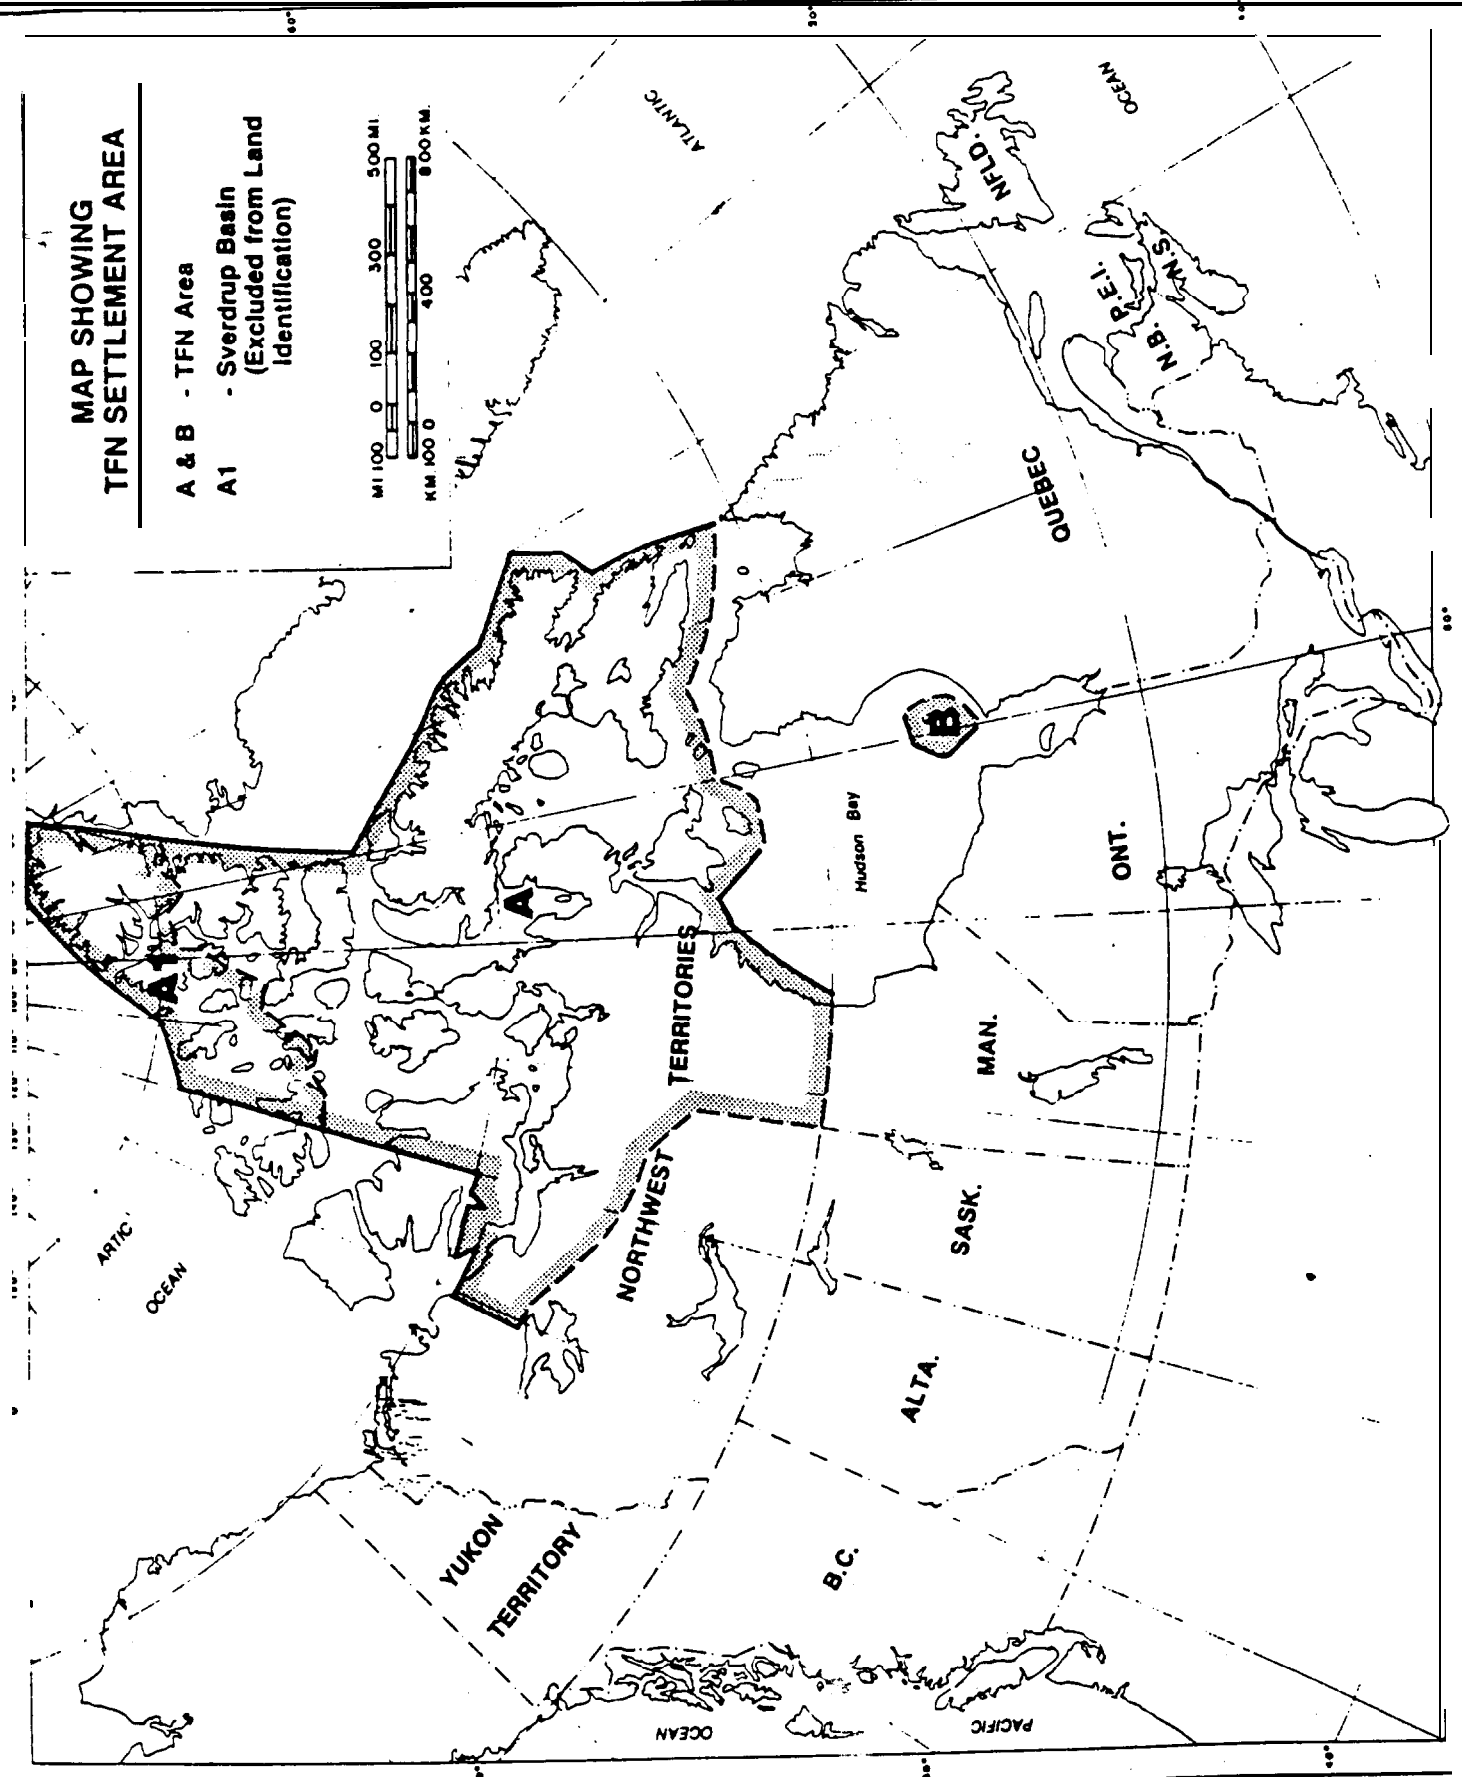 MAP SHOWING
TFN SETTLEMENT AREA
A & B - TFN Area
A1 - Sverdrup Basin
(Excluded from Land
Identification)
MI 100 0 100 300 500 MI.
KM 100 0 400 800 KM.
ATLANTIC
OCEAN
ARTIC
OCEAN
A1
A
B
Hudson Bay
NORTHWEST
TERRITORIES
YUKON
TERRITORY
B.C.
ALTA.
SASK.
MAN.
ONT.
QUEBEC
NFLD.
P.E.I.
N.B.
N.S.
PACIFIC
OCEAN
60°